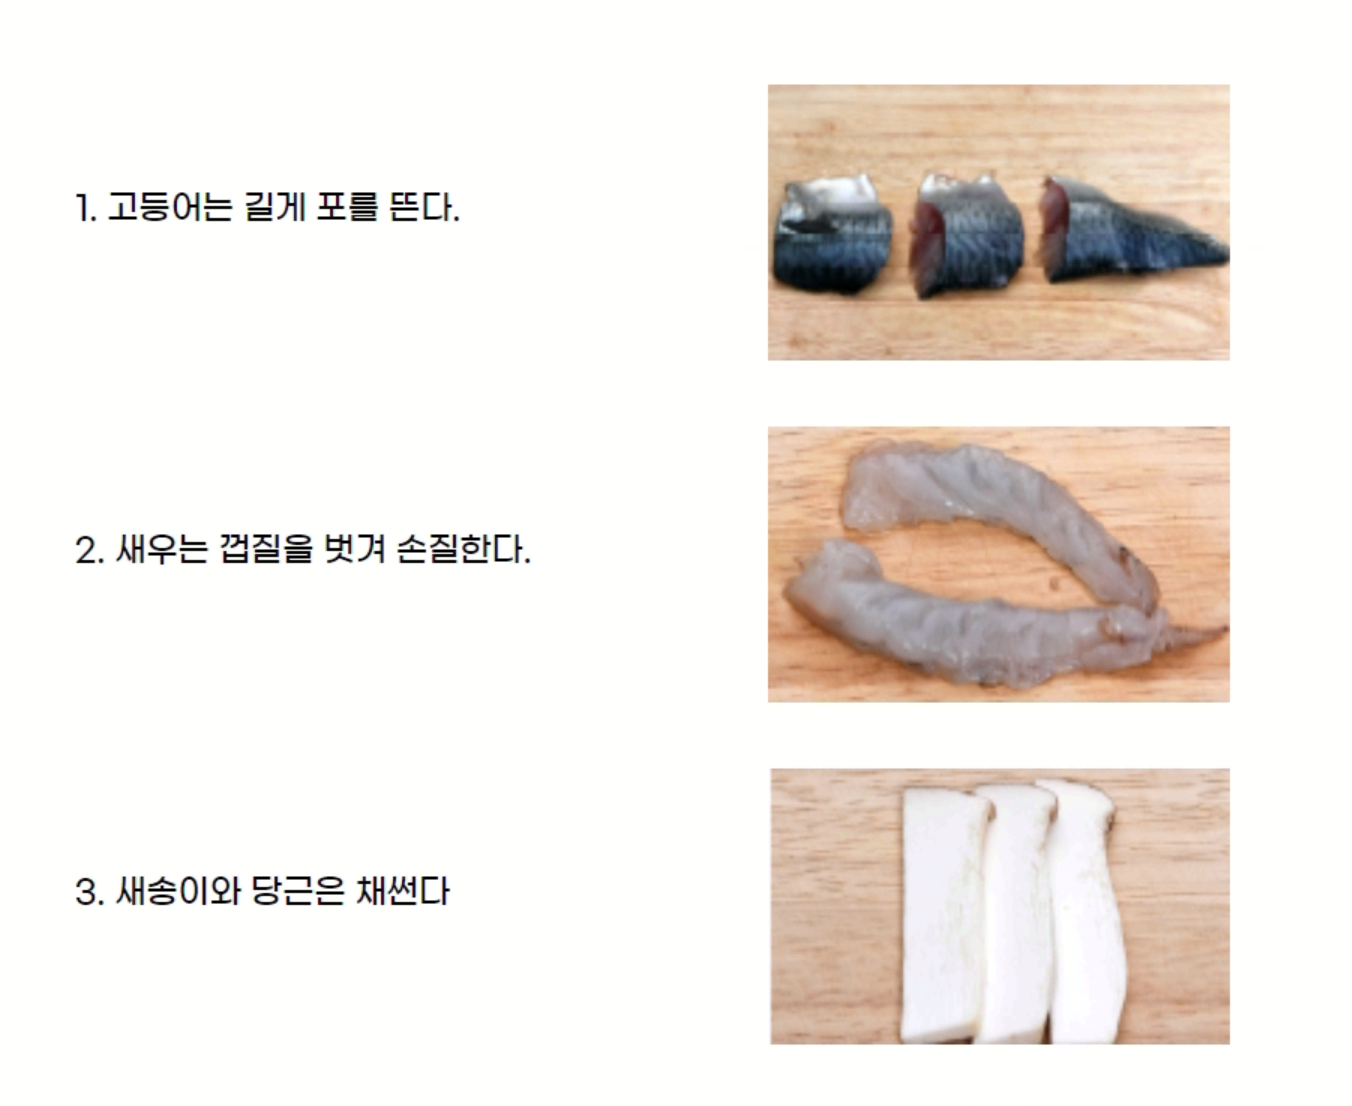 1. 고등어는 길게 포를 뜬다.
2. 새우는 껍질을 벗겨 손질한다.
3. 새송이와 당근은 채썬다